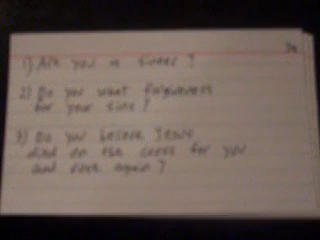 1) Are you a sinner ?
2) Do you want forgiveness
for your sins ?
3) Do you believe Jesus
died on the cross for you
and rose again ?